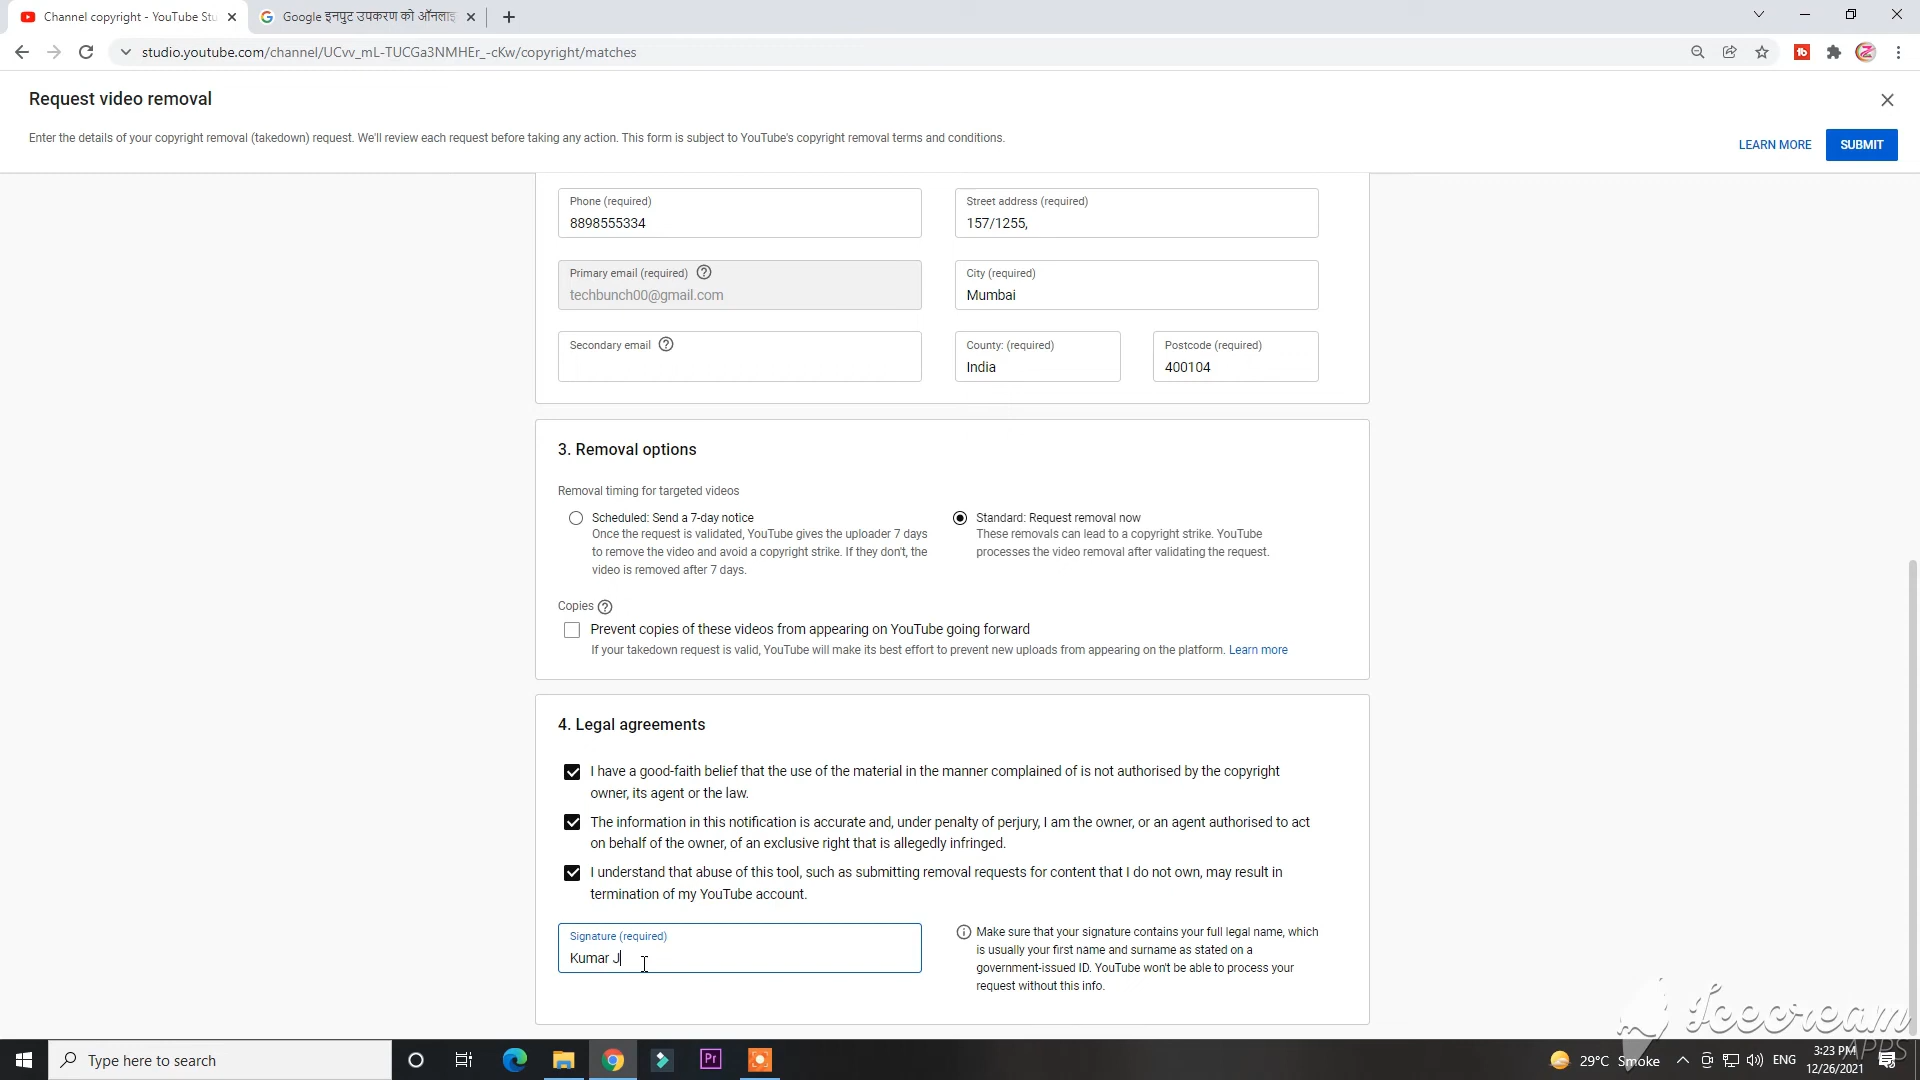 Channel copyright - YouTube Stu
Google इनपुट उपकरण को ऑनलाइ
studio.youtube.com/channel/UCvv_mL-TUCGa3NMHEr_-cKw/copyright/matches
Request video removal
Enter the details of your copyright removal (takedown) request. We'll review each request before taking any action. This form is subject to YouTube's copyright removal terms and conditions.
LEARN MORE
SUBMIT
Phone (required)
8898555334
Street address (required)
157/1255,
Primary email (required)
techbunch00@gmail.com
City (required)
Mumbai
Secondary email
County: (required)
India
Postcode (required)
400104
3. Removal options
Removal timing for targeted videos
Scheduled: Send a 7-day notice
Once the request is validated, YouTube gives the uploader 7 days
to remove the video and avoid a copyright strike. If they don't, the
video is removed after 7 days.
Standard: Request removal now
These removals can lead to a copyright strike. YouTube
processes the video removal after validating the request.
Copies
Prevent copies of these videos from appearing on YouTube going forward
If your takedown request is valid, YouTube will make its best effort to prevent new uploads from appearing on the platform. Learn more
4. Legal agreements
I have a good-faith belief that the use of the material in the manner complained of is not authorised by the copyright
owner, its agent or the law.
The information in this notification is accurate and, under penalty of perjury, I am the owner, or an agent authorised to act
on behalf of the owner, of an exclusive right that is allegedly infringed.
I understand that abuse of this tool, such as submitting removal requests for content that I do not own, may result in
termination of my YouTube account.
Signature (required)
Kumar J
Make sure that your signature contains your full legal name, which
is usually your first name and surname as stated on a
government-issued ID. YouTube won't be able to process your
request without this info.
Icecream
APPS
Type here to search
Pr
29°C Smoke
ENG
3:23 PM
12/26/2021